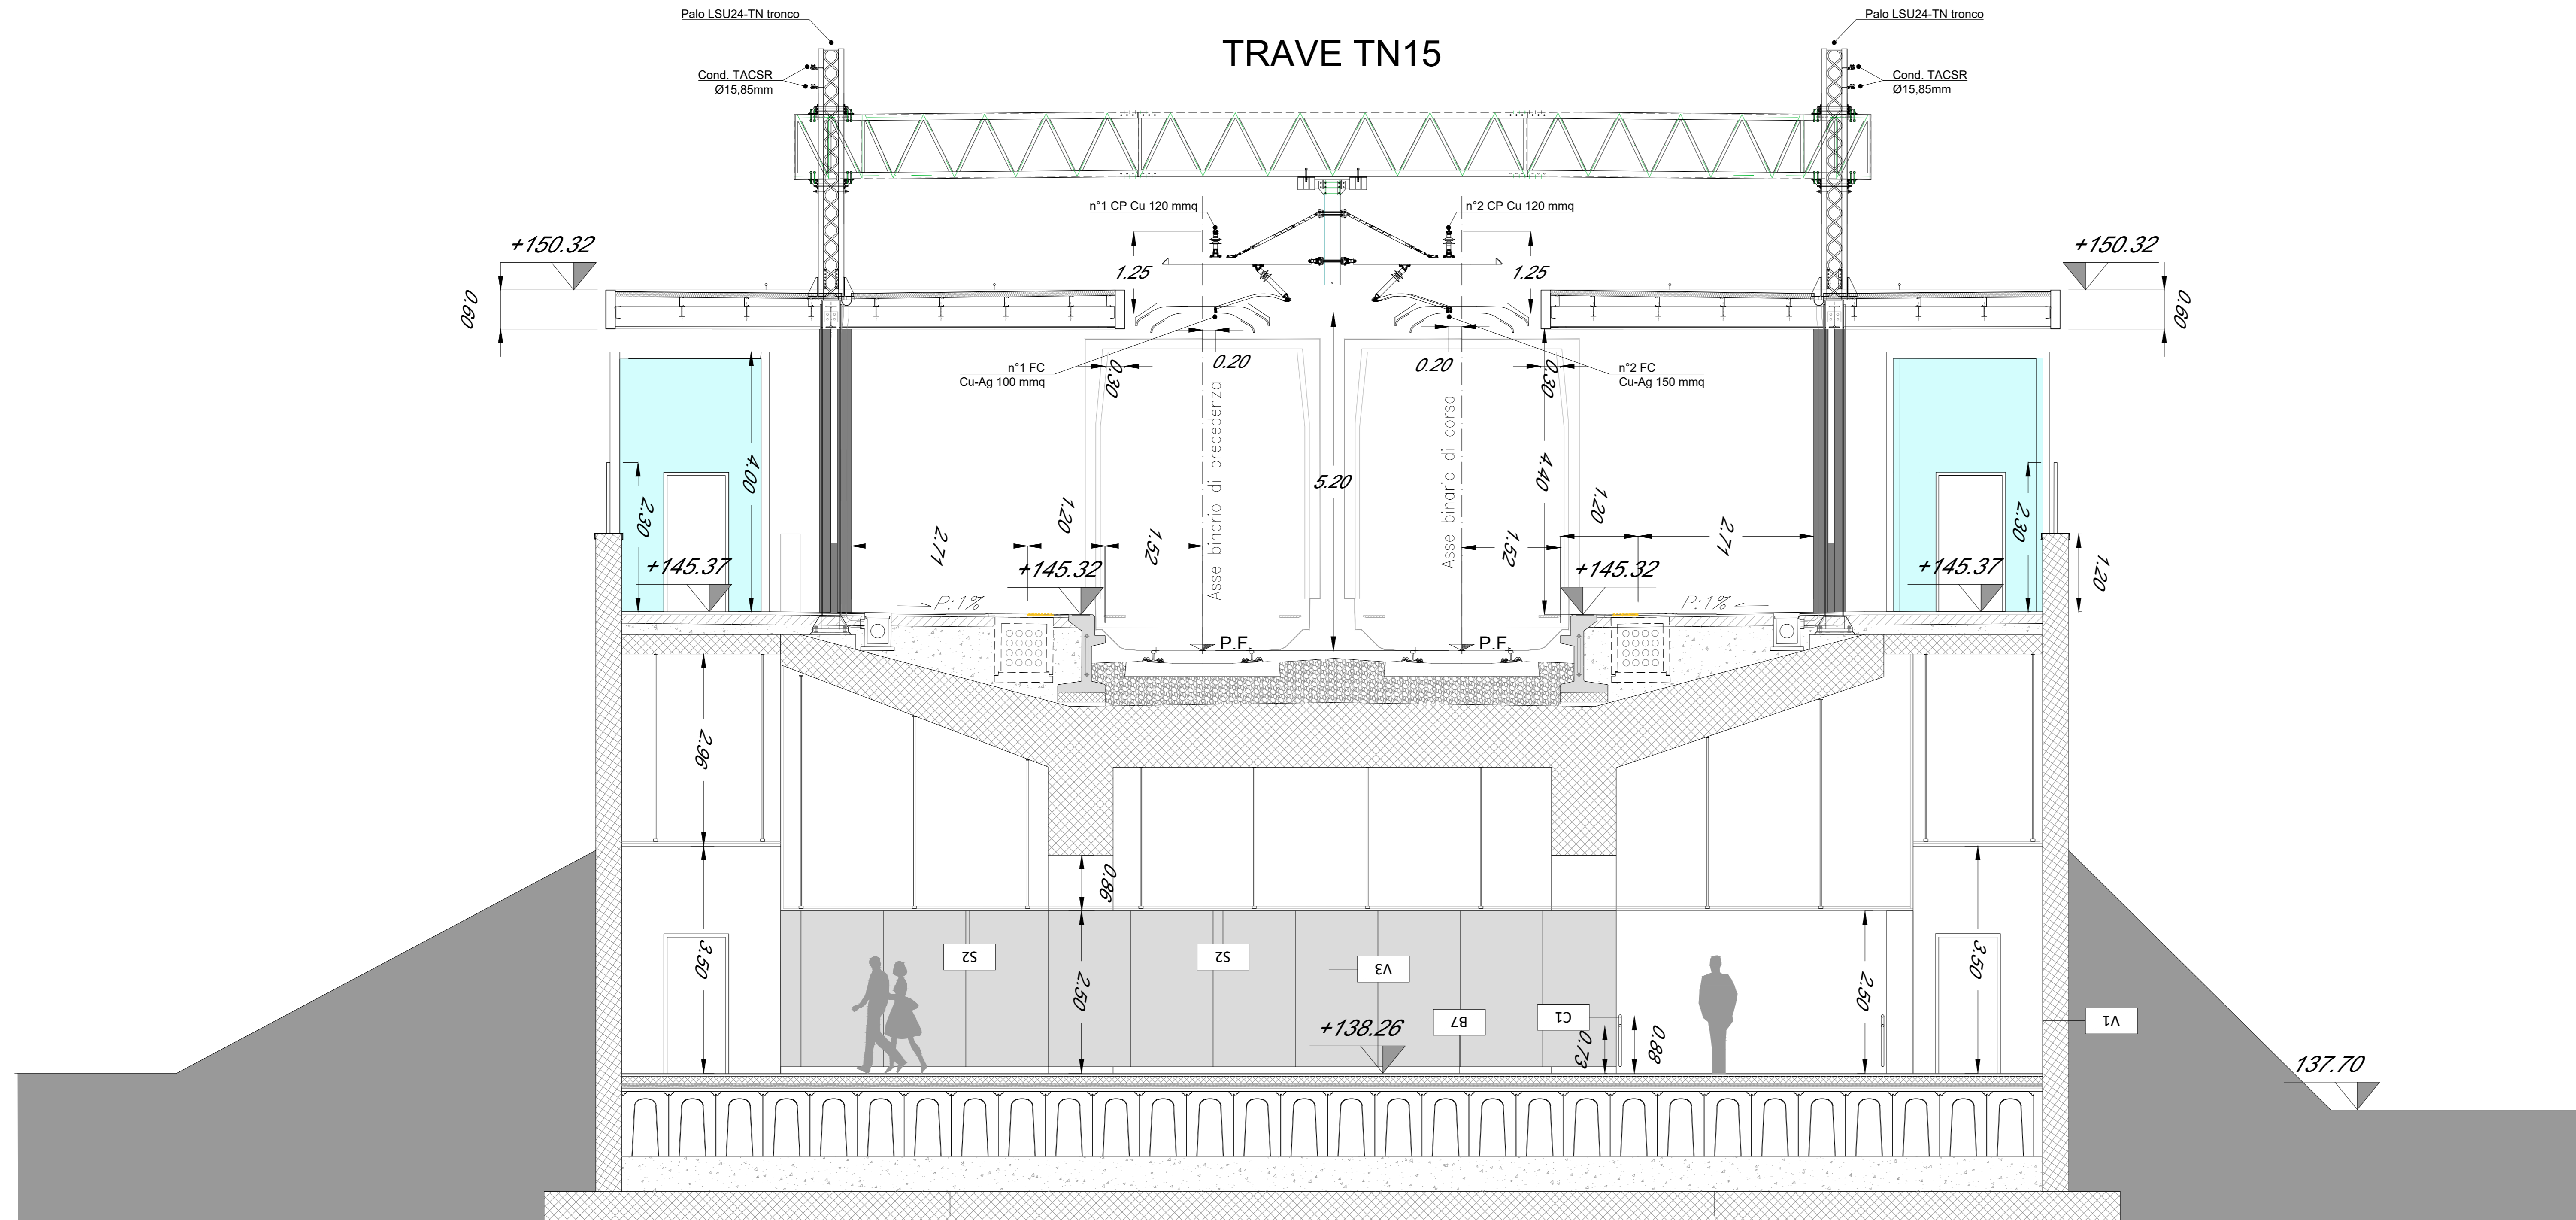 Palo LSU24-TN tronco
Palo LSU24-TN tronco
TRAVE TN15
Cond. TACSR
Ø15,85mm
Cond. TACSR
Ø15,85mm
n°1 CP Cu 120 mmq
n°2 CP Cu 120 mmq
+150.32
+150.32
1.25
1.25
0.60
0.60
0.20
0.20
n°1 FC
Cu-Ag 100 mmq
n°2 FC
Cu-Ag 150 mmq
0.30
0.30
Asse binario di precedenza
Asse binario di corsa
4.00
5.20
4.40
2.30
2.30
1.20
1.20
2.71
1.52
1.52
2.71
+145.37
+145.32
+145.32
+145.37
1.20
P:1%
P:1%
P.F.
P.F.
2.96
0.86
3.50
S2
S2
V3
2.50
2.50
3.50
B7
C1
+138.26
0.73
0.88
V1
137.70